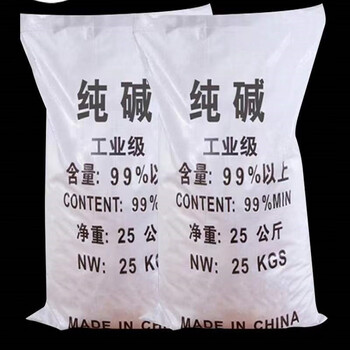 纯碱
工业级
含量: 99%以
CONTENT: 99%
净重: 25 公
NW: 25 KG
MADE IN CH
纯碱
工业级
含量: 99%以上
CONTENT: 99%MIN
净重: 25 公斤
NW: 25 KGS
MADE IN CHINA